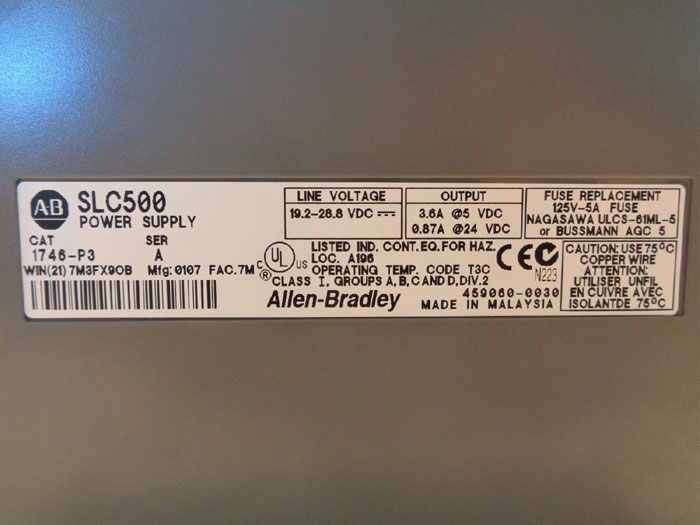 A-B
SLC500
POWER SUPPLY
CAT SER
1746-P3 A
WIN(21) 7M3FX90B Mfg:0107 FAC.7M
LINE VOLTAGE
19.2-28.8 VDC
OUTPUT
3.6A @5 VDC
0.87A @24 VDC
FUSE REPLACEMENT
125V-5A FUSE
NAGASAWA ULCS-61ML-5
or BUSSMANN AGC 5
C UL US ®
LISTED IND. CONT.EQ.FOR HAZ.
LOC. A196
OPERATING TEMP. CODE T3C
CLASS I, GROUPS A,B,C AND D,DIV.2
CE
N223
CAUTION: USE 75°C
COPPER WIRE
ATTENTION:
UTILISER UNFIL
EN CUIVRE AVEC
ISOLANTDE 75°C
Allen-Bradley
459060-0030
MADE IN MALAYSIA